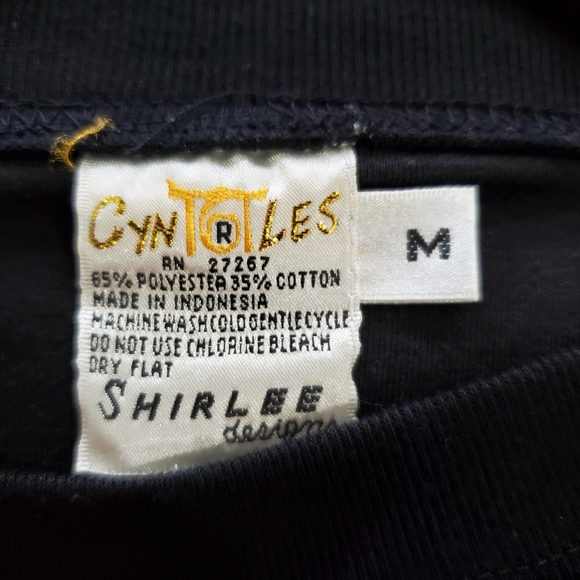 CYNTOTLES
R
M
RN 27267
65% POLYESTER 35% COTTON
MADE IN INDONESIA
MACHINE WASH COLD GENTLE CYCLE
DO NOT USE CHLORINE BLEACH
DRY FLAT
SHIRLEE
designs